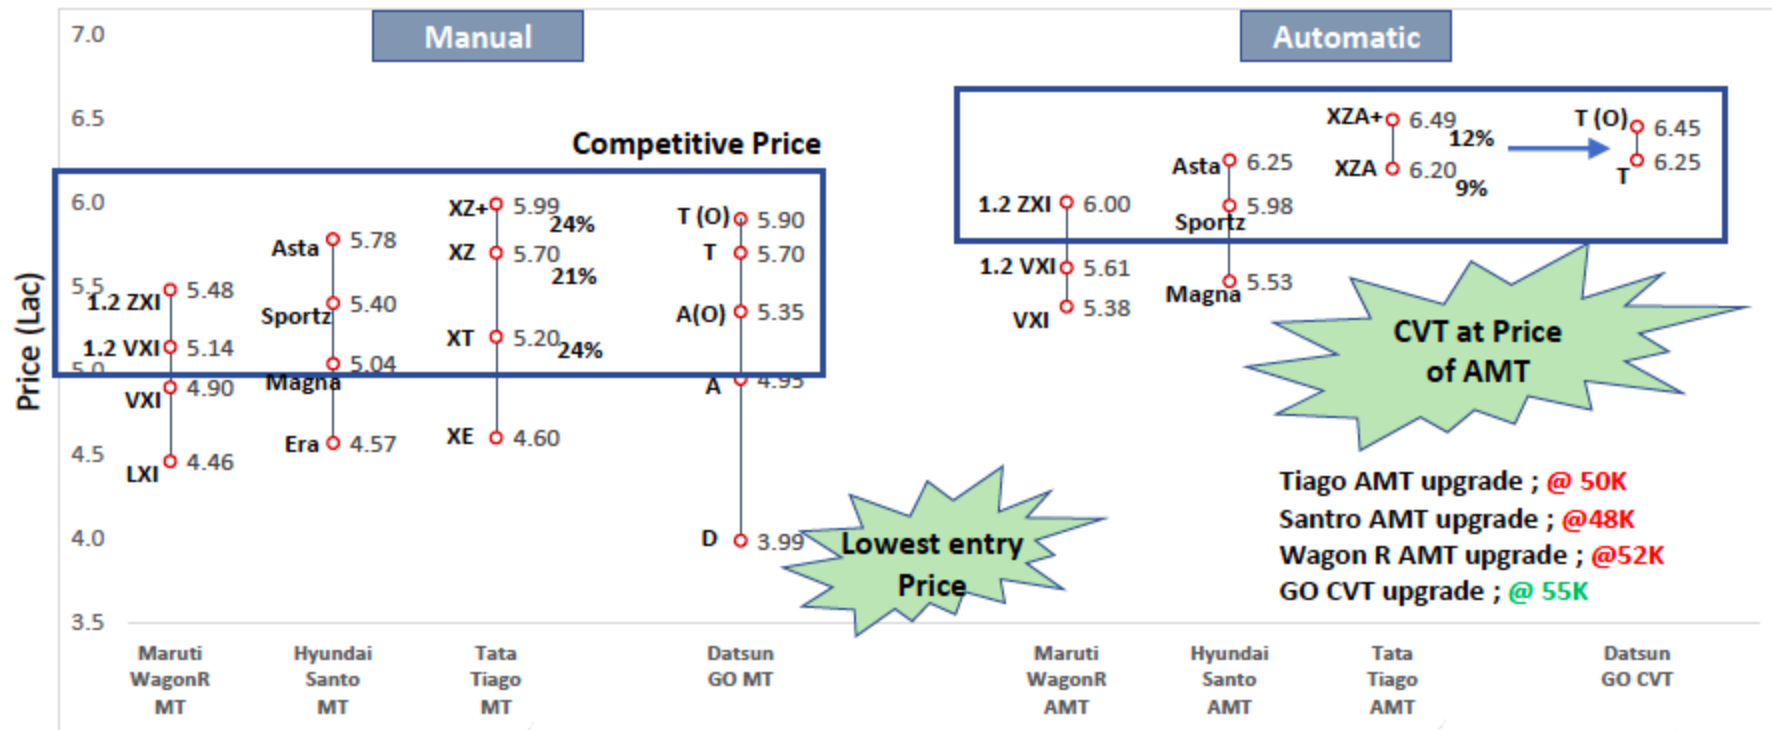 Manual
Automatic
Competitive Price
Price (Lac)
7.0
6.5
6.0
5.5
5.0
4.5
4.0
3.5
1.2 ZXI 5.48
1.2 VXI 5.14
VXI 4.90
LXI 4.46
Asta 5.78
Sportz 5.40
Magna 5.04
Era 4.57
XZ+ 5.99 24%
XZ 5.70
21%
XT 5.20 24%
XE 4.60
T (O) 5.90
T 5.70
A(O) 5.35
A 4.95
D 3.99
Lowest entry
Price
1.2 ZXI 6.00
1.2 VXI 5.61
VXI 5.38
Asta 6.25
Sportz 5.98
Magna 5.53
XZA+ 6.49 12%
XZA 6.20 9%
T (O) 6.45
T 6.25
CVT at Price
of AMT
Tiago AMT upgrade ; @ 50K
Santro AMT upgrade ; @48K
Wagon R AMT upgrade ; @52K
GO CVT upgrade ; @ 55K
Maruti
WagonR
MT
Hyundai
Santo
MT
Tata
Tiago
MT
Datsun
GO MT
Maruti
WagonR
AMT
Hyundai
Santo
AMT
Tata
Tiago
AMT
Datsun
GO CVT